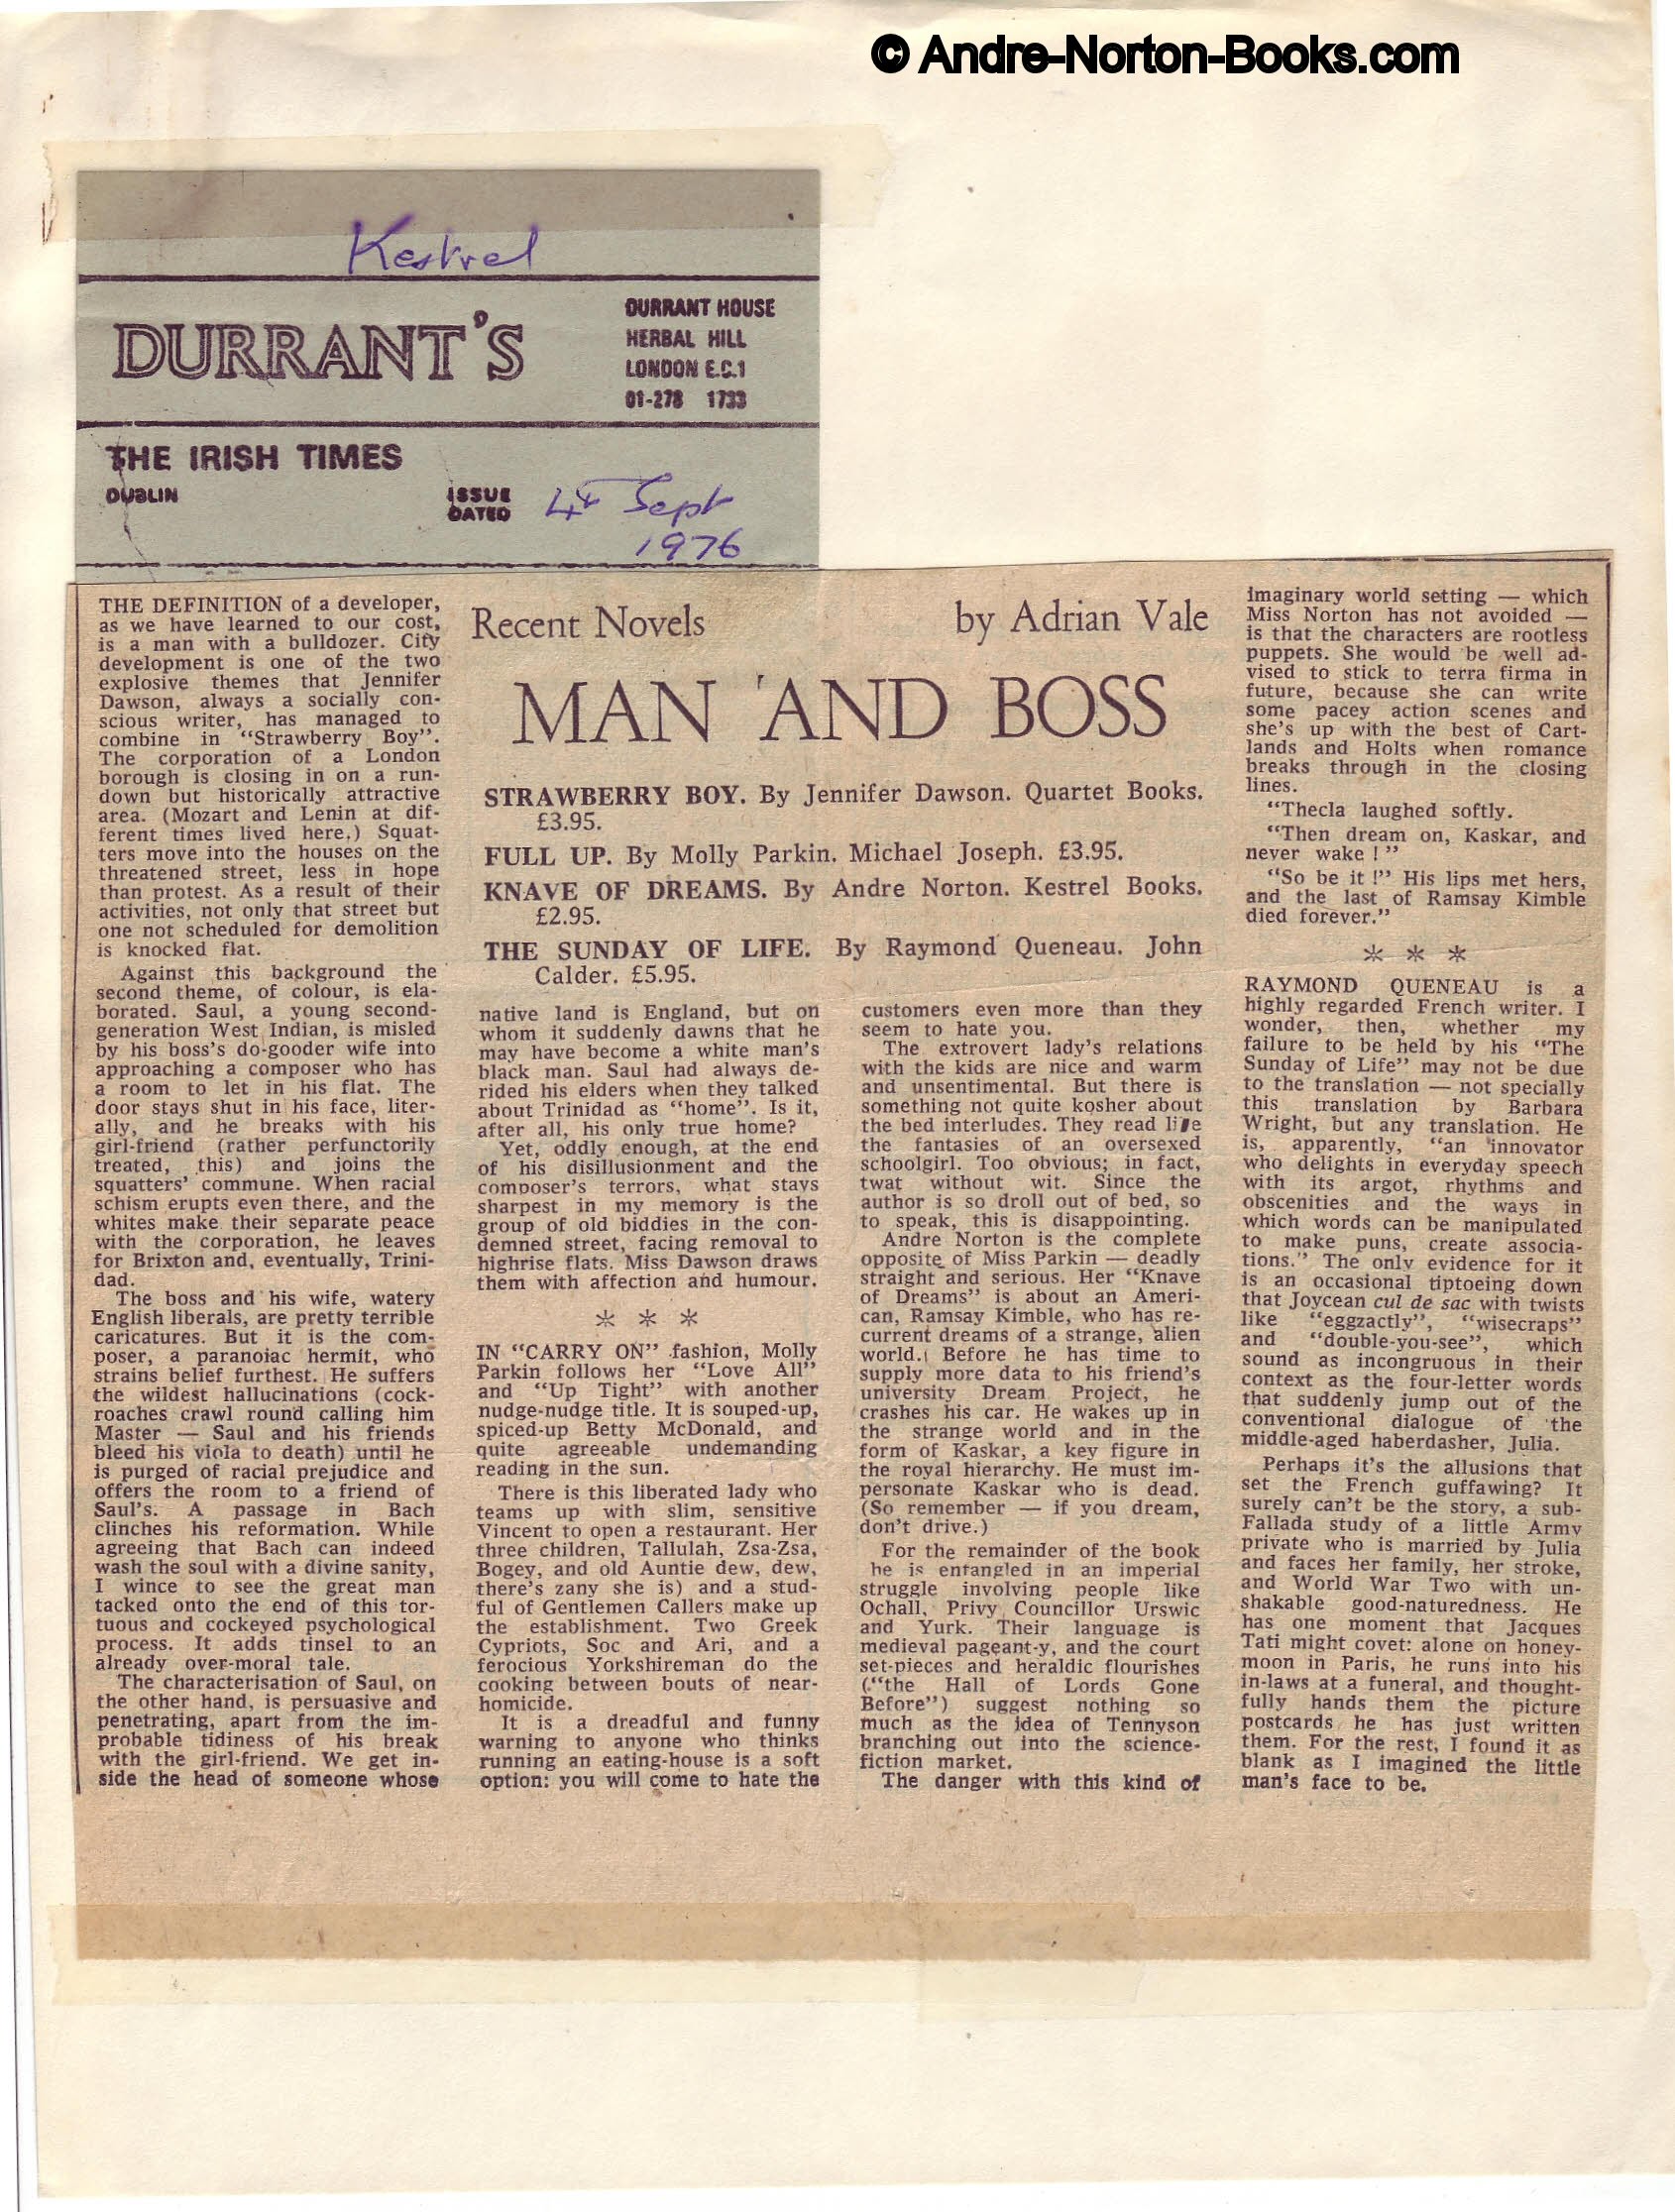 © Andre-Norton-Books.com
Kestrel
DURRANT'S
DURRANT HOUSE
HERBAL HILL
LONDON E.C.1
01-278 1733
THE IRISH TIMES
DUBLIN
ISSUE
DATED
4th Sept
1976
Recent Novels
by Adrian Vale
MAN AND BOSS
STRAWBERRY BOY. By Jennifer Dawson. Quartet Books.
£3.95.
FULL UP. By Molly Parkin. Michael Joseph. £3.95.
KNAVE OF DREAMS. By Andre Norton. Kestrel Books.
£2.95.
THE SUNDAY OF LIFE. By Raymond Queneau. John
Calder. £5.95.
THE DEFINITION of a developer,
as we have learned to our cost,
is a man with a bulldozer. City
development is one of the two
explosive themes that Jennifer
Dawson, always a socially con-
scious writer, has managed to
combine in "Strawberry Boy".
The corporation of a London
borough is closing in on a run-
down but historically attractive
area. (Mozart and Lenin at dif-
ferent times lived here.) Squat-
ters move into the houses on the
threatened street, less in hope
than protest. As a result of their
activities, not only that street but
one not scheduled for demolition
is knocked flat.
Against this background the
second theme, of colour, is ela-
borated. Saul, a young second-
generation West Indian, is misled
by his boss's do-gooder wife into
approaching a composer who has
a room to let in his flat. The
door stays shut in his face, liter-
ally, and he breaks with his
girl-friend (rather perfunctorily
treated, this) and joins the
squatters' commune. When racial
schism erupts even there, and the
whites make their separate peace
with the corporation, he leaves
for Brixton and, eventually, Trini-
dad.
The boss and his wife, watery
English liberals, are pretty terrible
caricatures. But it is the com-
poser, a paranoiac hermit, who
strains belief furthest. He suffers
the wildest hallucinations (cock-
roaches crawl round calling him
Master — Saul and his friends
bleed his viola to death) until he
is purged of racial prejudice and
offers the room to a friend of
Saul's. A passage in Bach
clinches his reformation. While
agreeing that Bach can indeed
wash the soul with a divine sanity,
I wince to see the great man
tacked onto the end of this tor-
tuous and cockeyed psychological
process. It adds tinsel to an
already over-moral tale.
The characterisation of Saul, on
the other hand, is persuasive and
penetrating, apart from the im-
probable tidiness of his break
with the girl-friend. We get in-
side the head of someone whose
native land is England, but on
whom it suddenly dawns that he
may have become a white man's
black man. Saul had always de-
rided his elders when they talked
about Trinidad as "home". Is it,
after all, his only true home?
Yet, oddly enough, at the end
of his disillusionment and the
composer's terrors, what stays
sharpest in my memory is the
group of old biddies in the con-
demned street, facing removal to
highrise flats. Miss Dawson draws
them with affection and humour.
* * *
IN "CARRY ON" fashion, Molly
Parkin follows her "Love All"
and "Up Tight" with another
nudge-nudge title. It is souped-up,
spiced-up Betty McDonald, and
quite agreeable undemanding
reading in the sun.
There is this liberated lady who
teams up with slim, sensitive
Vincent to open a restaurant. Her
three children, Tallulah, Zsa-Zsa,
Bogey, and old Auntie dew, dew,
there's zany she is) and a stud-
ful of Gentlemen Callers make up
the establishment. Two Greek
Cypriots, Soc and Ari, and a
ferocious Yorkshireman do the
cooking between bouts of near-
homicide.
It is a dreadful and funny
warning to anyone who thinks
running an eating-house is a soft
option: you will come to hate the
customers even more than they
seem to hate you.
The extrovert lady's relations
with the kids are nice and warm
and unsentimental. But there is
something not quite kosher about
the bed interludes. They read like
the fantasies of an oversexed
schoolgirl. Too obvious; in fact,
twat without wit. Since the
author is so droll out of bed, so
to speak, this is disappointing.
Andre Norton is the complete
opposite of Miss Parkin — deadly
straight and serious. Her "Knave
of Dreams" is about an Ameri-
can, Ramsay Kimble, who has re-
current dreams of a strange, alien
world. Before he has time to
supply more data to his friend's
university Dream Project, he
crashes his car. He wakes up in
the strange world and in the
form of Kaskar, a key figure in
the royal hierarchy. He must im-
personate Kaskar who is dead.
(So remember — if you dream,
don't drive.)
For the remainder of the book
he is entangled in an imperial
struggle involving people like
Ochall, Privy Councillor Urswic
and Yurk. Their language is
medieval pageant-y, and the court
set-pieces and heraldic flourishes
("the Hall of Lords Gone
Before") suggest nothing so
much as the idea of Tennyson
branching out into the science-
fiction market.
The danger with this kind of
imaginary world setting — which
Miss Norton has not avoided —
is that the characters are rootless
puppets. She would be well ad-
vised to stick to terra firma in
future, because she can write
some pacey action scenes and
she's up with the best of Cart-
lands and Holts when romance
breaks through in the closing
lines.
"Thecla laughed softly.
"Then dream on, Kaskar, and
never wake!"
"So be it!" His lips met hers,
and the last of Ramsay Kimble
died forever."
* * *
RAYMOND QUENEAU is a
highly regarded French writer. I
wonder, then, whether my
failure to be held by his "The
Sunday of Life" may not be due
to the translation — not specially
this translation by Barbara
Wright, but any translation. He
is, apparently, "an innovator
who delights in everyday speech
with its argot, rhythms and
obscenities and the ways in
which words can be manipulated
to make puns, create associa-
tions." The only evidence for it
is an occasional tiptoeing down
that Joycean cul de sac with twists
like "eggzactly", "wisecraps"
and "double-you-see", which
sound as incongruous in their
context as the four-letter words
that suddenly jump out of the
conventional dialogue of the
middle-aged haberdasher, Julia.
Perhaps it's the allusions that
set the French guffawing? It
surely can't be the story, a sub-
Fallada study of a little Army
private who is married by Julia
and faces her family, her stroke,
and World War Two with un-
shakable good-naturedness. He
has one moment that Jacques
Tati might covet: alone on honey-
moon in Paris, he runs into his
in-laws at a funeral, and thought-
fully hands them the picture
postcards he has just written
them. For the rest, I found it as
blank as I imagined the little
man's face to be.